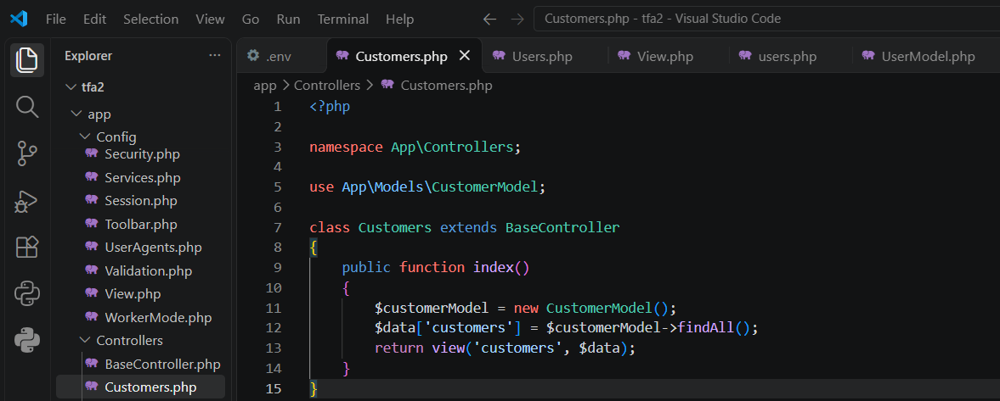 File Edit Selection View Go Run Terminal Help Customers.php - tfa2 - Visual Studio Code
Explorer ...
tfa2
app
Config
Security.php
Services.php
Session.php
Toolbar.php
UserAgents.php
Validation.php
View.php
WorkerMode.php
Controllers
BaseController.php
Customers.php
.env Customers.php Users.php View.php users.php UserModel.php
app > Controllers > Customers.php
1 <?php
2
3 namespace App\Controllers;
4
5 use App\Models\CustomerModel;
6
7 class Customers extends BaseController
8 {
9 public function index()
10 {
11 $customerModel = new CustomerModel();
12 $data['customers'] = $customerModel->findAll();
13 return view('customers', $data);
14 }
15 }